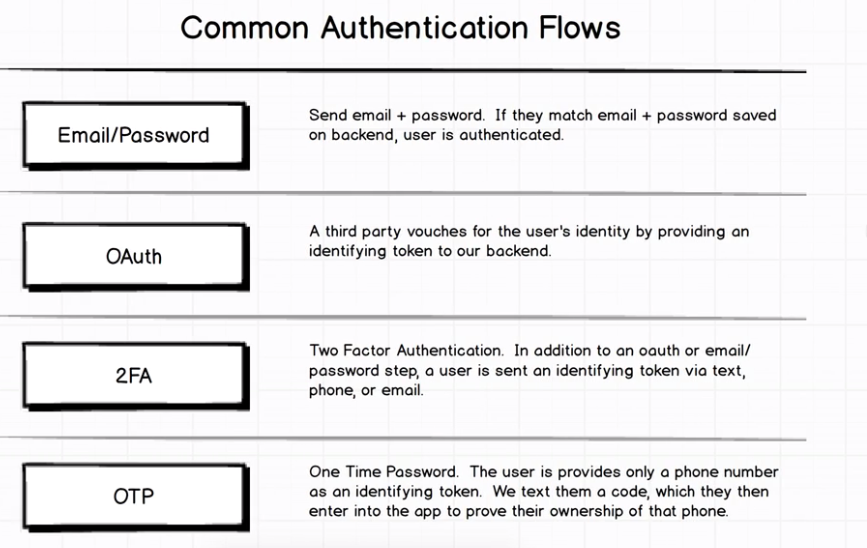 Common Authentication Flows
Email/Password
Send email + password. If they match email + password saved
on backend, user is authenticated.
OAuth
A third party vouches for the user's identity by providing an
identifying token to our backend.
2FA
Two Factor Authentication. In addition to an oauth or email/
password step, a user is sent an identifying token via text,
phone, or email.
OTP
One Time Password. The user is provides only a phone number
as an identifying token. We text them a code, which they then
enter into the app to prove their ownership of that phone.